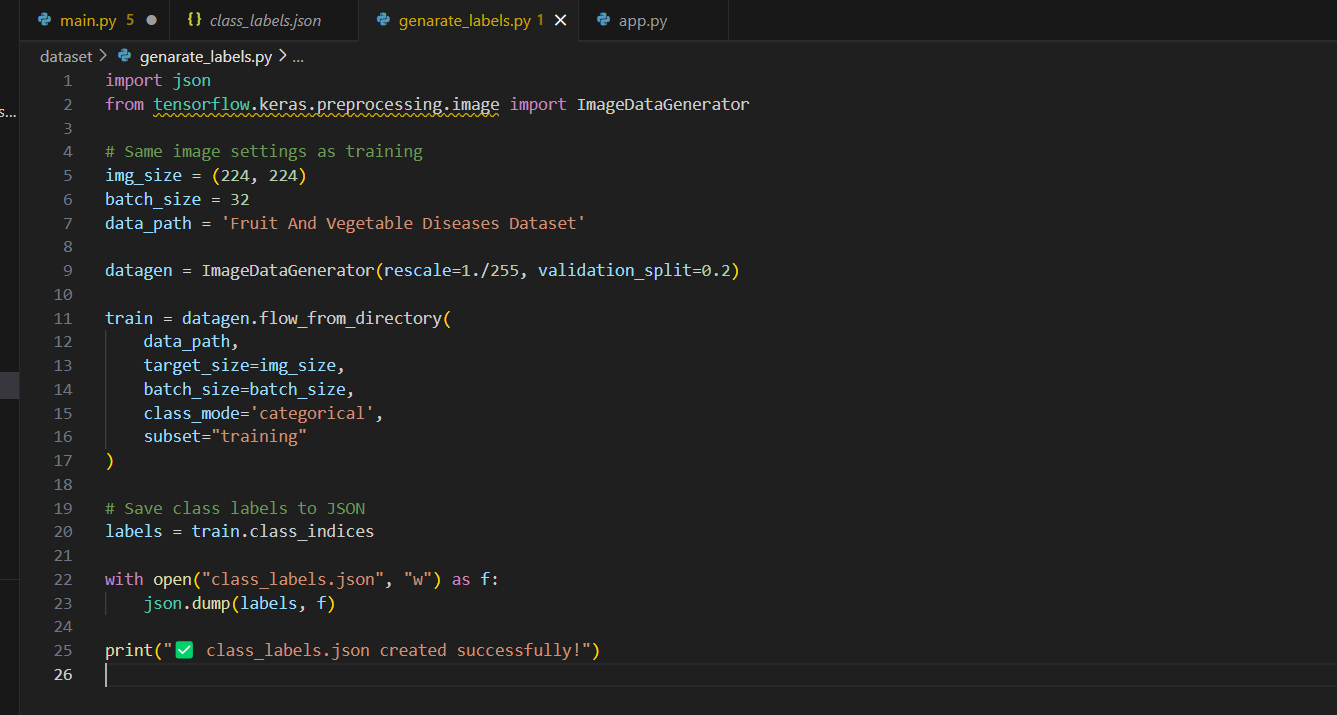 main.py 5 ●
{} class_labels.json
genarate_labels.py 1 ×
app.py
dataset > genarate_labels.py > ...
s...
1 import json
2 from tensorflow.keras.preprocessing.image import ImageDataGenerator
3
4 # Same image settings as training
5 img_size = (224, 224)
6 batch_size = 32
7 data_path = 'Fruit And Vegetable Diseases Dataset'
8
9 datagen = ImageDataGenerator(rescale=1./255, validation_split=0.2)
10
11 train = datagen.flow_from_directory(
12     data_path,
13     target_size=img_size,
14     batch_size=batch_size,
15     class_mode='categorical',
16     subset="training"
17 )
18
19 # Save class labels to JSON
20 labels = train.class_indices
21
22 with open("class_labels.json", "w") as f:
23     json.dump(labels, f)
24
25 print("✅ class_labels.json created successfully!")
26